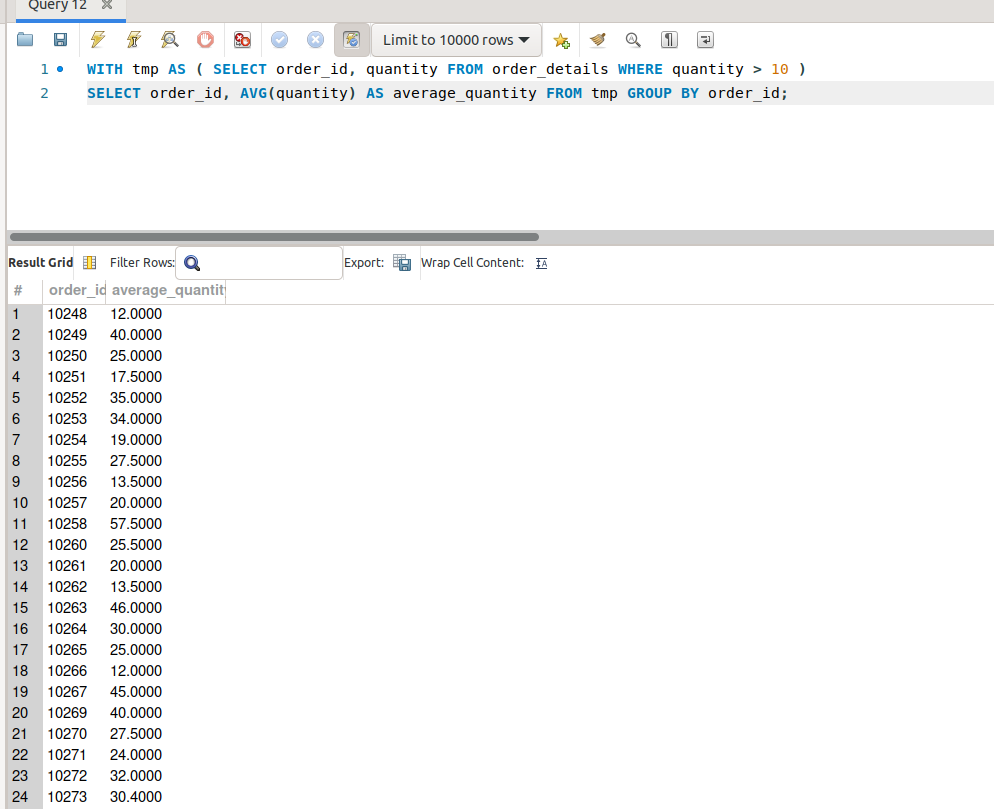 Query 12
Limit to 10000 rows
1 WITH tmp AS ( SELECT order_id, quantity FROM order_details WHERE quantity > 10 )
2 SELECT order_id, AVG(quantity) AS average_quantity FROM tmp GROUP BY order_id;
Result Grid Filter Rows: Export: Wrap Cell Content:
# order_id average_quantity
1 10248 12.0000
2 10249 40.0000
3 10250 25.0000
4 10251 17.5000
5 10252 35.0000
6 10253 34.0000
7 10254 19.0000
8 10255 27.5000
9 10256 13.5000
10 10257 20.0000
11 10258 57.5000
12 10260 25.5000
13 10261 20.0000
14 10262 13.5000
15 10263 46.0000
16 10264 30.0000
17 10265 25.0000
18 10266 12.0000
19 10267 45.0000
20 10269 40.0000
21 10270 27.5000
22 10271 24.0000
23 10272 32.0000
24 10273 30.4000